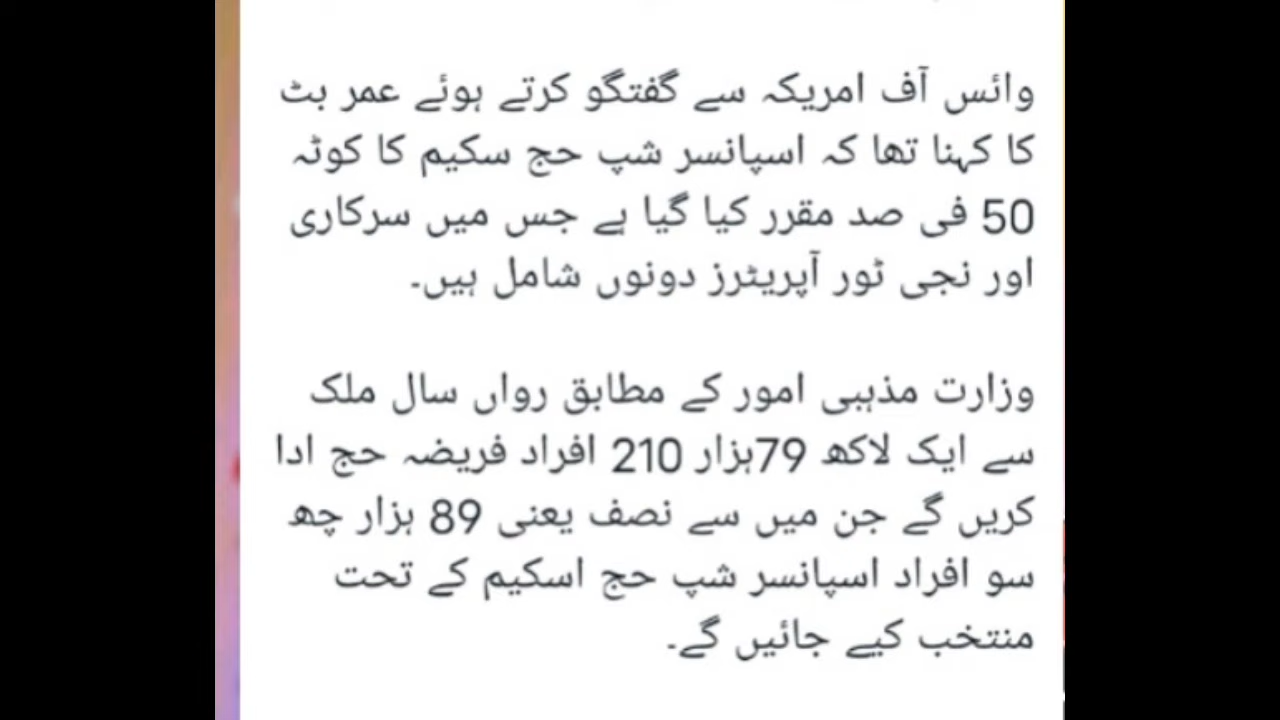 وائس آف امریکہ سے گفتگو کرتے ہوئے عمر بٹ
کا کہنا تھا کہ اسپانسر شپ حج سکیم کا کوٹہ
50 فی صد مقرر کیا گیا ہے جس میں سرکاری
اور نجی ٹور آپریٹرز دونوں شامل ہیں۔
وزارت مذہبی امور کے مطابق رواں سال ملک
سے ایک لاکھ 79ہزار 210 افراد فریضہ حج ادا
کریں گے جن میں سے نصف یعنی 89 ہزار چھ
سو افراد اسپانسر شپ حج اسکیم کے تحت
منتخب کیے جائیں گے۔